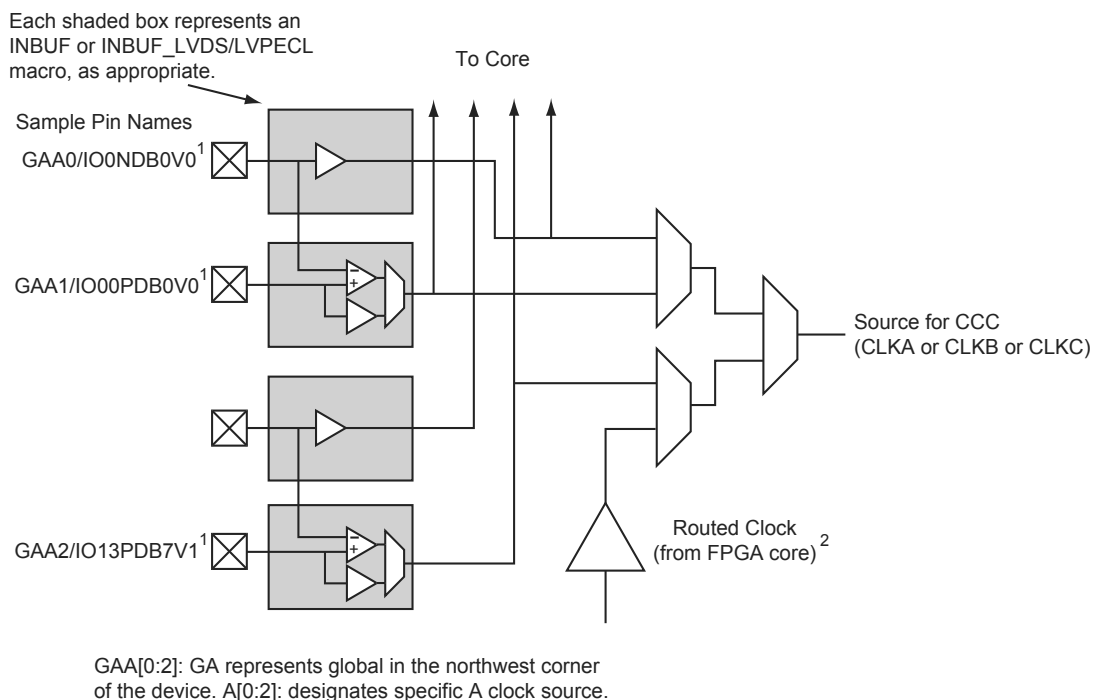 Each shaded box represents an
INBUF or INBUF_LVDS/LVPECL
macro, as appropriate.
To Core
Sample Pin Names
GAA0/IO0NDB0V0¹
GAA1/IO00PDB0V0¹
− +
Source for CCC
(CLKA or CLKB or CLKC)
GAA2/IO13PDB7V1¹
− +
Routed Clock
(from FPGA core)²
GAA[0:2]: GA represents global in the northwest corner
of the device. A[0:2]: designates specific A clock source.